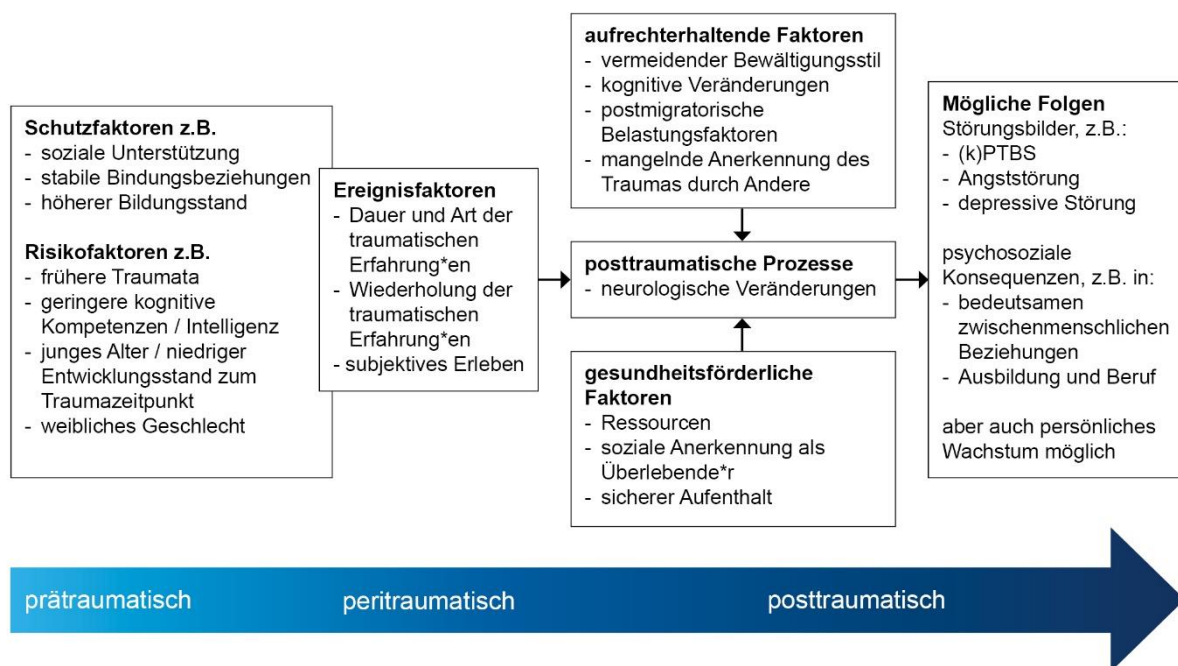 Schutzfaktoren z.B.
- soziale Unterstützung
- stabile Bindungsbeziehungen
- höherer Bildungsstand
Risikofaktoren z.B.
- frühere Traumata
- geringere kognitive
Kompetenzen / Intelligenz
- junges Alter / niedriger
Entwicklungsstand zum
Traumazeitpunkt
- weibliches Geschlecht
Ereignisfaktoren
- Dauer und Art der
traumatischen
Erfahrung*en
- Wiederholung der
traumatischen
Erfahrung*en
- subjektives Erleben
aufrechterhaltende Faktoren
- vermeidender Bewältigungsstil
- kognitive Veränderungen
- postmigratorische
Belastungsfaktoren
- mangelnde Anerkennung des
Traumas durch Andere
posttraumatische Prozesse
- neurologische Veränderungen
gesundheitsförderliche
Faktoren
- Ressourcen
- soziale Anerkennung als
Überlebende*r
- sicherer Aufenthalt
Mögliche Folgen
Störungsbilder, z.B.:
- (k)PTBS
- Angststörung
- depressive Störung
psychosoziale
Konsequenzen, z.B. in:
- bedeutsamen
zwischenmenschlichen
Beziehungen
- Ausbildung und Beruf
aber auch persönliches
Wachstum möglich
prätraumatisch
peritraumatisch
posttraumatisch